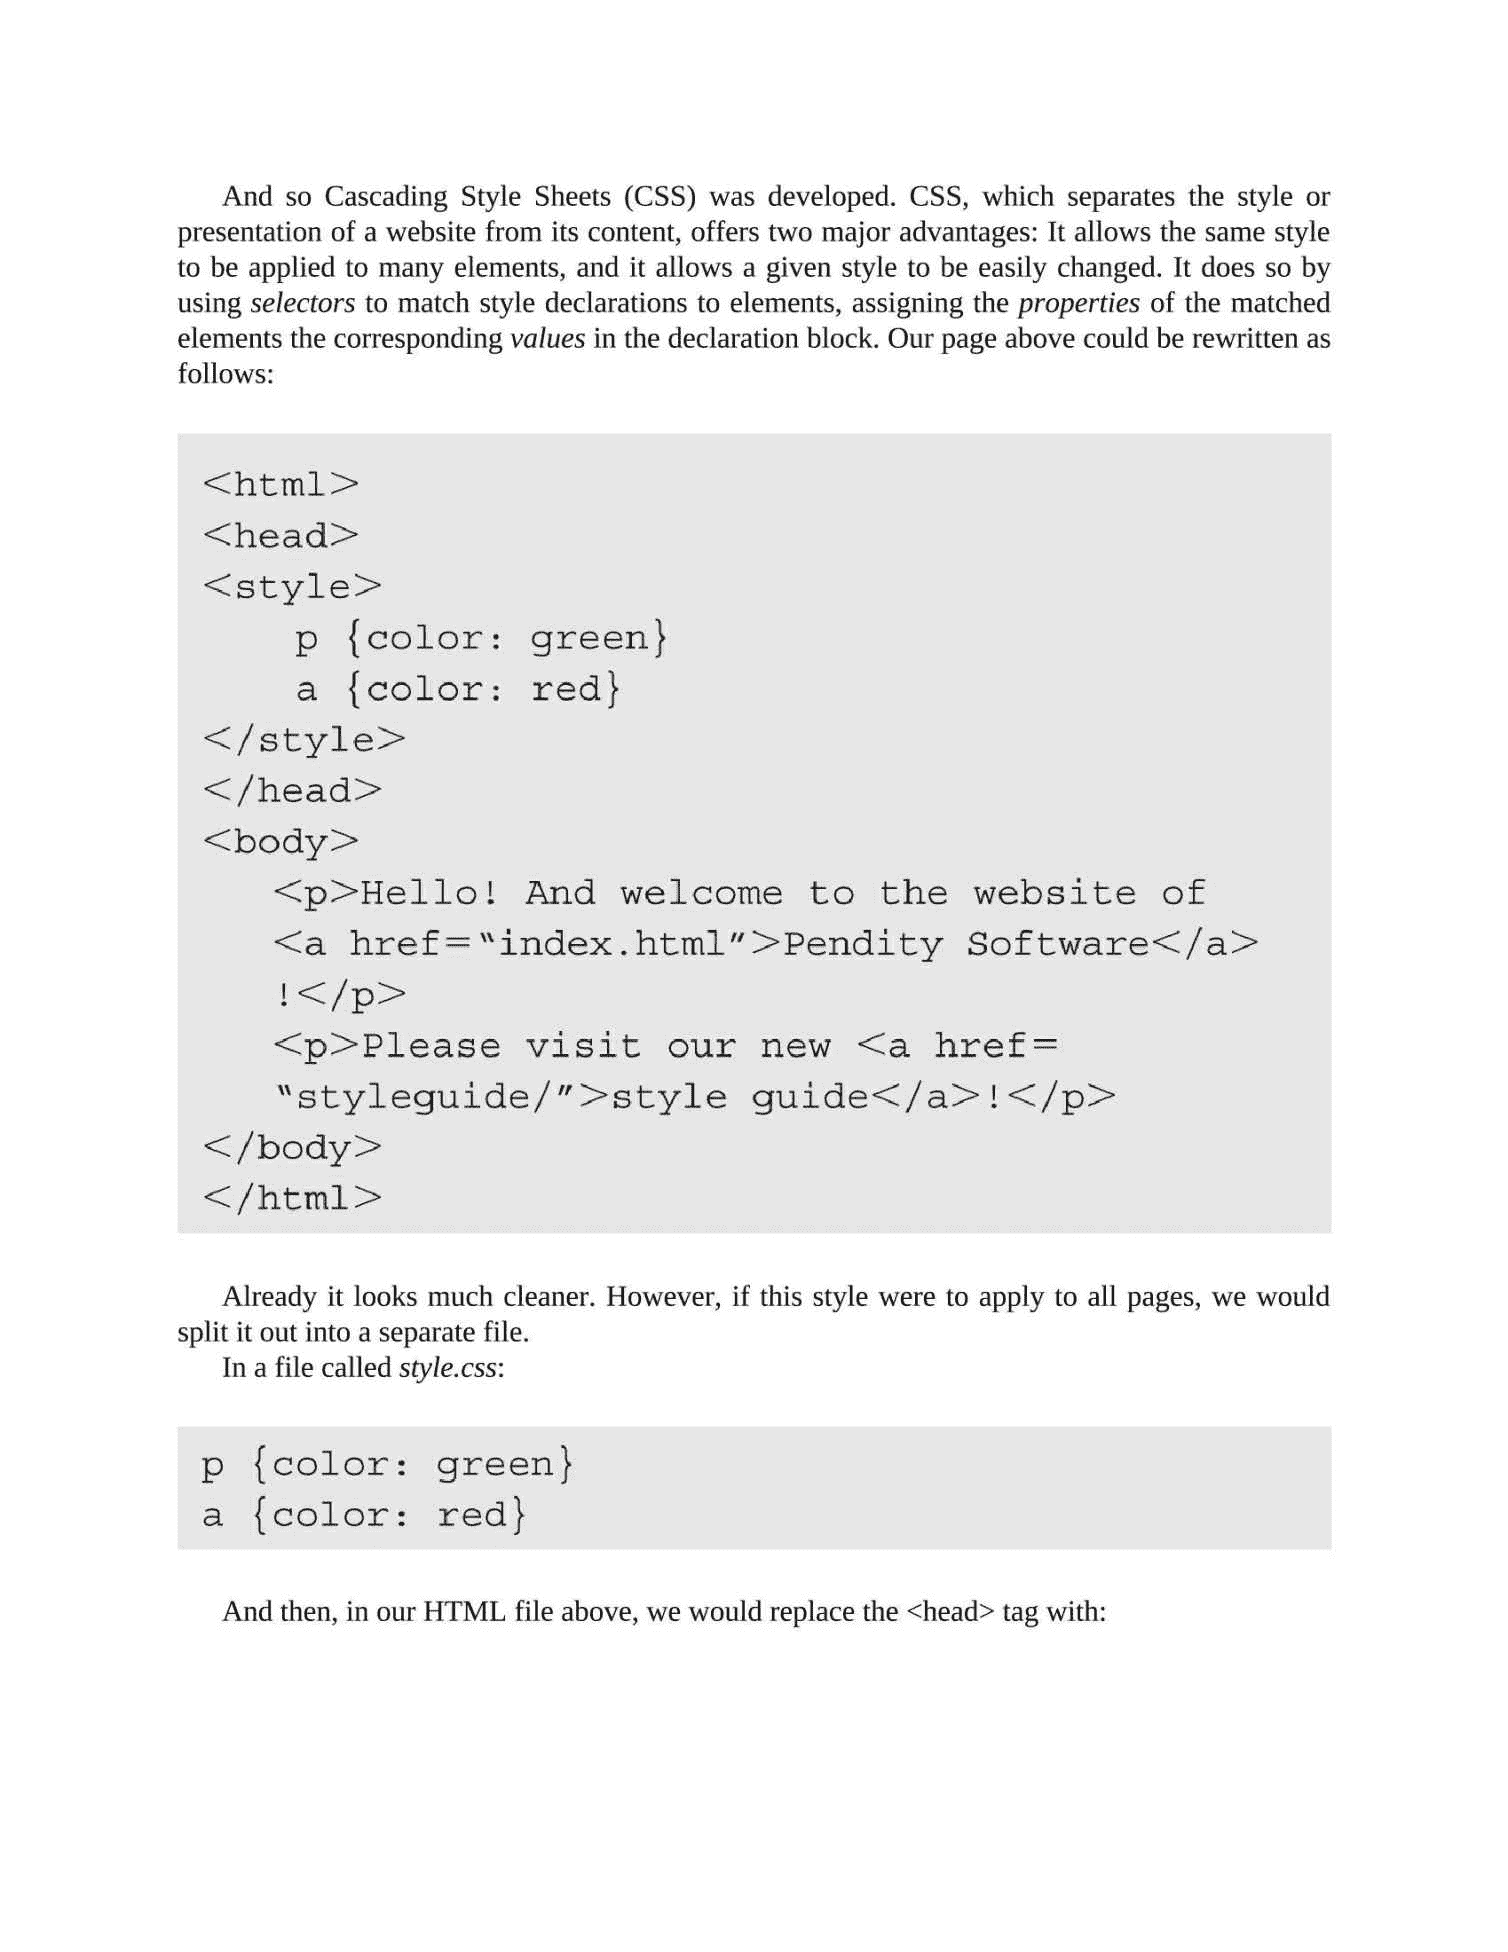 And so Cascading Style Sheets (CSS) was developed. CSS, which separates the style or
presentation of a website from its content, offers two major advantages: It allows the same style
to be applied to many elements, and it allows a given style to be easily changed. It does so by
using selectors to match style declarations to elements, assigning the properties of the matched
elements the corresponding values in the declaration block. Our page above could be rewritten as
follows:
<html>
<head>
<style>
p {color: green}
a {color: red}
</style>
</head>
<body>
<p>Hello! And welcome to the website of
<a href=“index.html”>Pendity Software</a>
!</p>
<p>Please visit our new <a href=
“styleguide/”>style guide</a>!</p>
</body>
</html>
Already it looks much cleaner. However, if this style were to apply to all pages, we would
split it out into a separate file.
In a file called style.css:
p {color: green}
a {color: red}
And then, in our HTML file above, we would replace the <head> tag with: